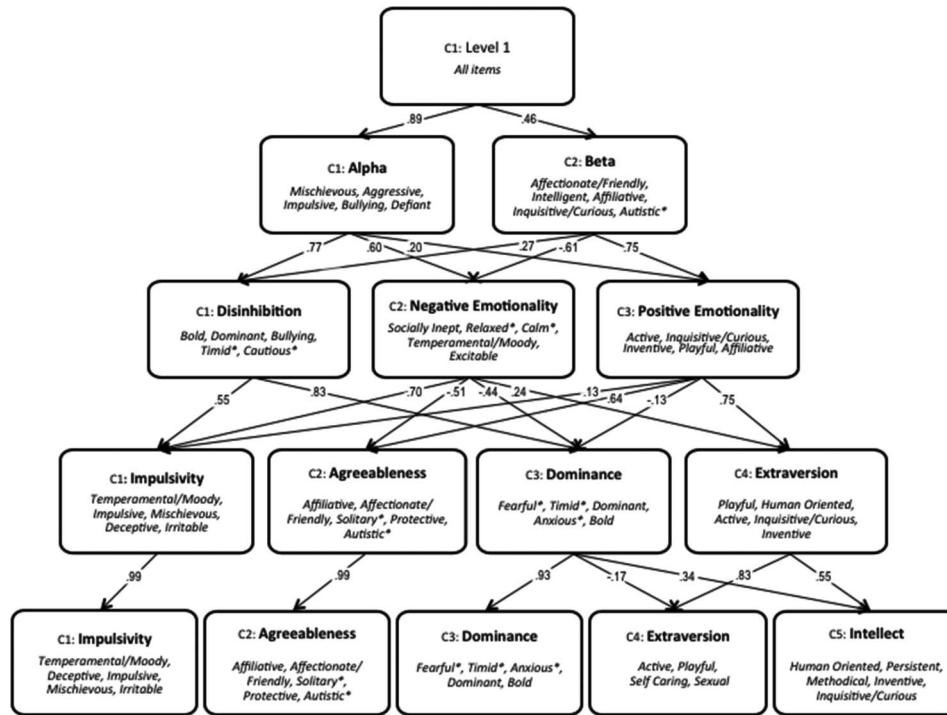 C1: Level 1
All items
.89
.46
C1: Alpha
Mischievous, Aggressive,
Impulsive, Bullying, Defiant
C2: Beta
Affectionate/Friendly,
Intelligent, Affiliative,
Inquisitive/Curious, Autistic*
.77
.60
.20
.27
-.61
.75
C1: Disinhibition
Bold, Dominant, Bullying,
Timid*, Cautious*
C2: Negative Emotionality
Socially Inept, Relaxed*, Calm*,
Temperamental/Moody,
Excitable
C3: Positive Emotionality
Active, Inquisitive/Curious,
Inventive, Playful, Affiliative
.55
.83
.70
-.51
-.44
.24
.64
.13
-.13
.75
C1: Impulsivity
Temperamental/Moody,
Impulsive, Mischievous,
Deceptive, Irritable
C2: Agreeableness
Affiliative, Affectionate/
Friendly, Solitary*, Protective,
Autistic*
C3: Dominance
Fearful*, Timid*, Dominant,
Anxious*, Bold
C4: Extraversion
Playful, Human Oriented,
Active, Inquisitive/Curious,
Inventive
.99
.99
.93
-.17
.34
.83
.55
C1: Impulsivity
Temperamental/Moody,
Deceptive, Impulsive,
Mischievous, Irritable
C2: Agreeableness
Affiliative, Affectionate/
Friendly, Solitary*,
Protective, Autistic*
C3: Dominance
Fearful*, Timid*, Anxious*,
Dominant, Bold
C4: Extraversion
Active, Playful,
Self Caring, Sexual
C5: Intellect
Human Oriented, Persistent,
Methodical, Inventive,
Inquisitive/Curious